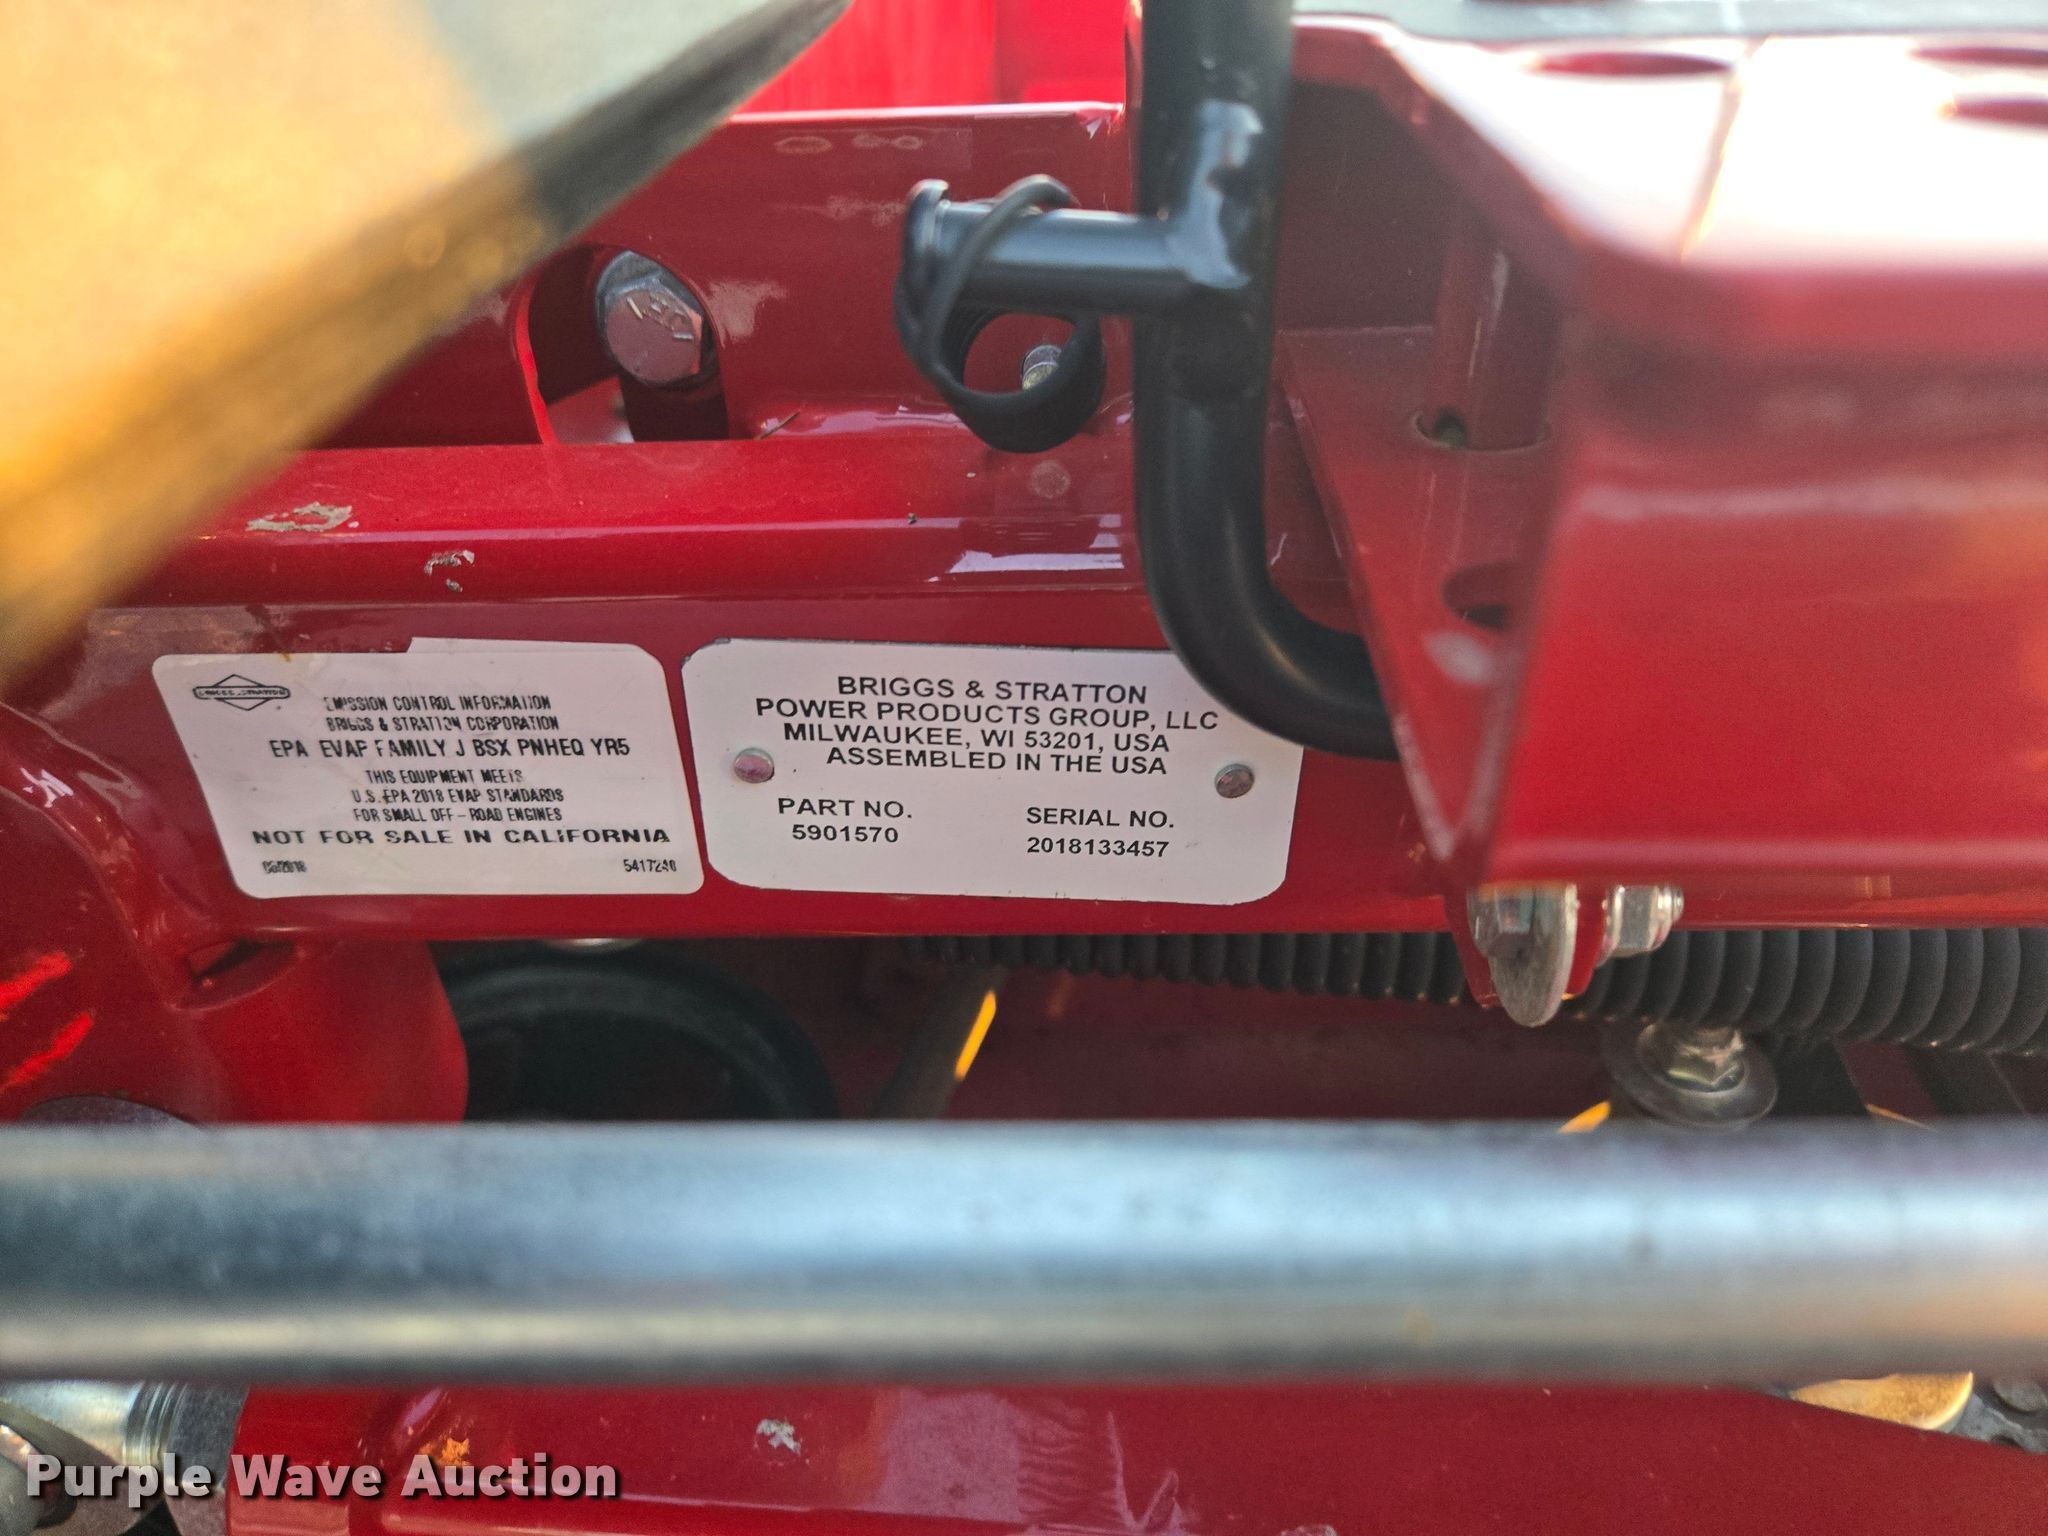 BRIGGS & STRATTON
EMISSION CONTROL INFORMATION
BRIGGS & STRATTON CORPORATION
EPA EVAP FAMILY J BSX PNHEQ YR5
THIS EQUIPMENT MEETS
U.S. EPA 2018 EVAP STANDARDS
FOR SMALL OFF-ROAD ENGINES
NOT FOR SALE IN CALIFORNIA
BRIGGS & STRATTON
POWER PRODUCTS GROUP, LLC
MILWAUKEE, WI 53201, USA
ASSEMBLED IN THE USA
PART NO.
5901570
SERIAL NO.
2018133457
Purple Wave Auction